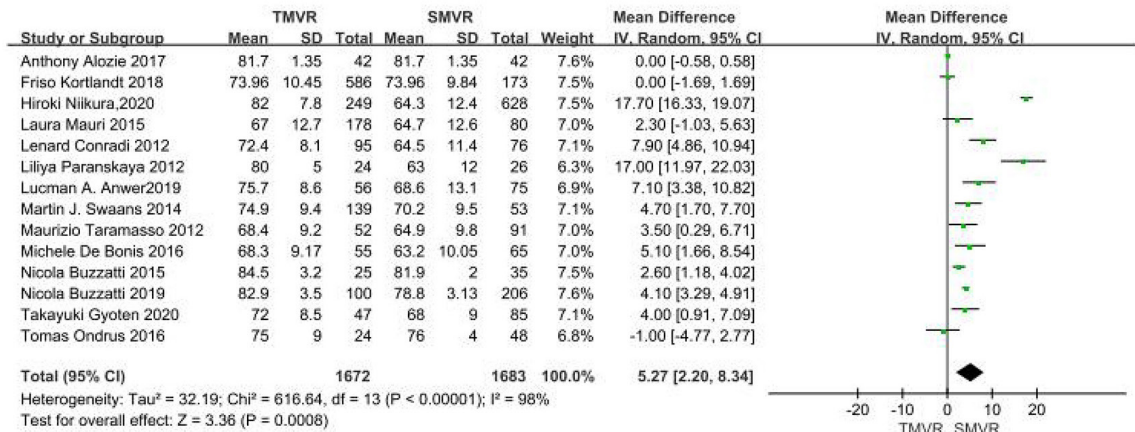 TMVR SMVR Mean Difference Mean Difference
Study or Subgroup Mean SD Total Mean SD Total Weight IV, Random, 95% CI IV, Random, 95% CI
Anthony Alozie 2017 81.7 1.35 42 81.7 1.35 42 7.6% 0.00 [-0.58, 0.58]
Friso Kortlandt 2018 73.96 10.45 586 73.96 9.84 173 7.5% 0.00 [-1.69, 1.69]
Hiroki Niikura,2020 82 7.8 249 64.3 12.4 628 7.5% 17.70 [16.33, 19.07]
Laura Mauri 2015 67 12.7 178 64.7 12.6 80 7.0% 2.30 [-1.03, 5.63]
Lenard Conradi 2012 72.4 8.1 95 64.5 11.4 76 7.1% 7.90 [4.86, 10.94]
Liliya Paranskaya 2012 80 5 24 63 12 26 6.3% 17.00 [11.97, 22.03]
Lucman A. Anwer2019 75.7 8.6 56 68.6 13.1 75 6.9% 7.10 [3.38, 10.82]
Martin J. Swaans 2014 74.9 9.4 139 70.2 9.5 53 7.1% 4.70 [1.70, 7.70]
Maurizio Taramasso 2012 68.4 9.2 52 64.9 9.8 91 7.0% 3.50 [0.29, 6.71]
Michele De Bonis 2016 68.3 9.17 55 63.2 10.05 65 7.0% 5.10 [1.66, 8.54]
Nicola Buzzatti 2015 84.5 3.2 25 81.9 2 35 7.5% 2.60 [1.18, 4.02]
Nicola Buzzatti 2019 82.9 3.5 100 78.8 3.13 206 7.6% 4.10 [3.29, 4.91]
Takayuki Gyoten 2020 72 8.5 47 68 9 85 7.1% 4.00 [0.91, 7.09]
Tomas Ondrus 2016 75 9 24 76 4 48 6.8% -1.00 [-4.77, 2.77]
Total (95% CI) 1672 1683 100.0% 5.27 [2.20, 8.34]
Heterogeneity: Tau² = 32.19; Chi² = 616.64, df = 13 (P < 0.00001); I² = 98%
Test for overall effect: Z = 3.36 (P = 0.0008)
-20 -10 0 10 20
TMVR SMVR